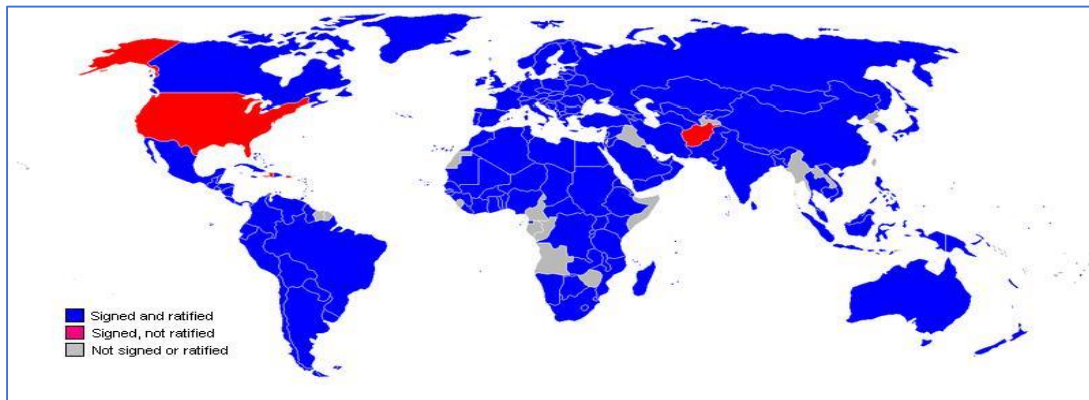 Signed and ratified
Signed, not ratified
Not signed or ratified